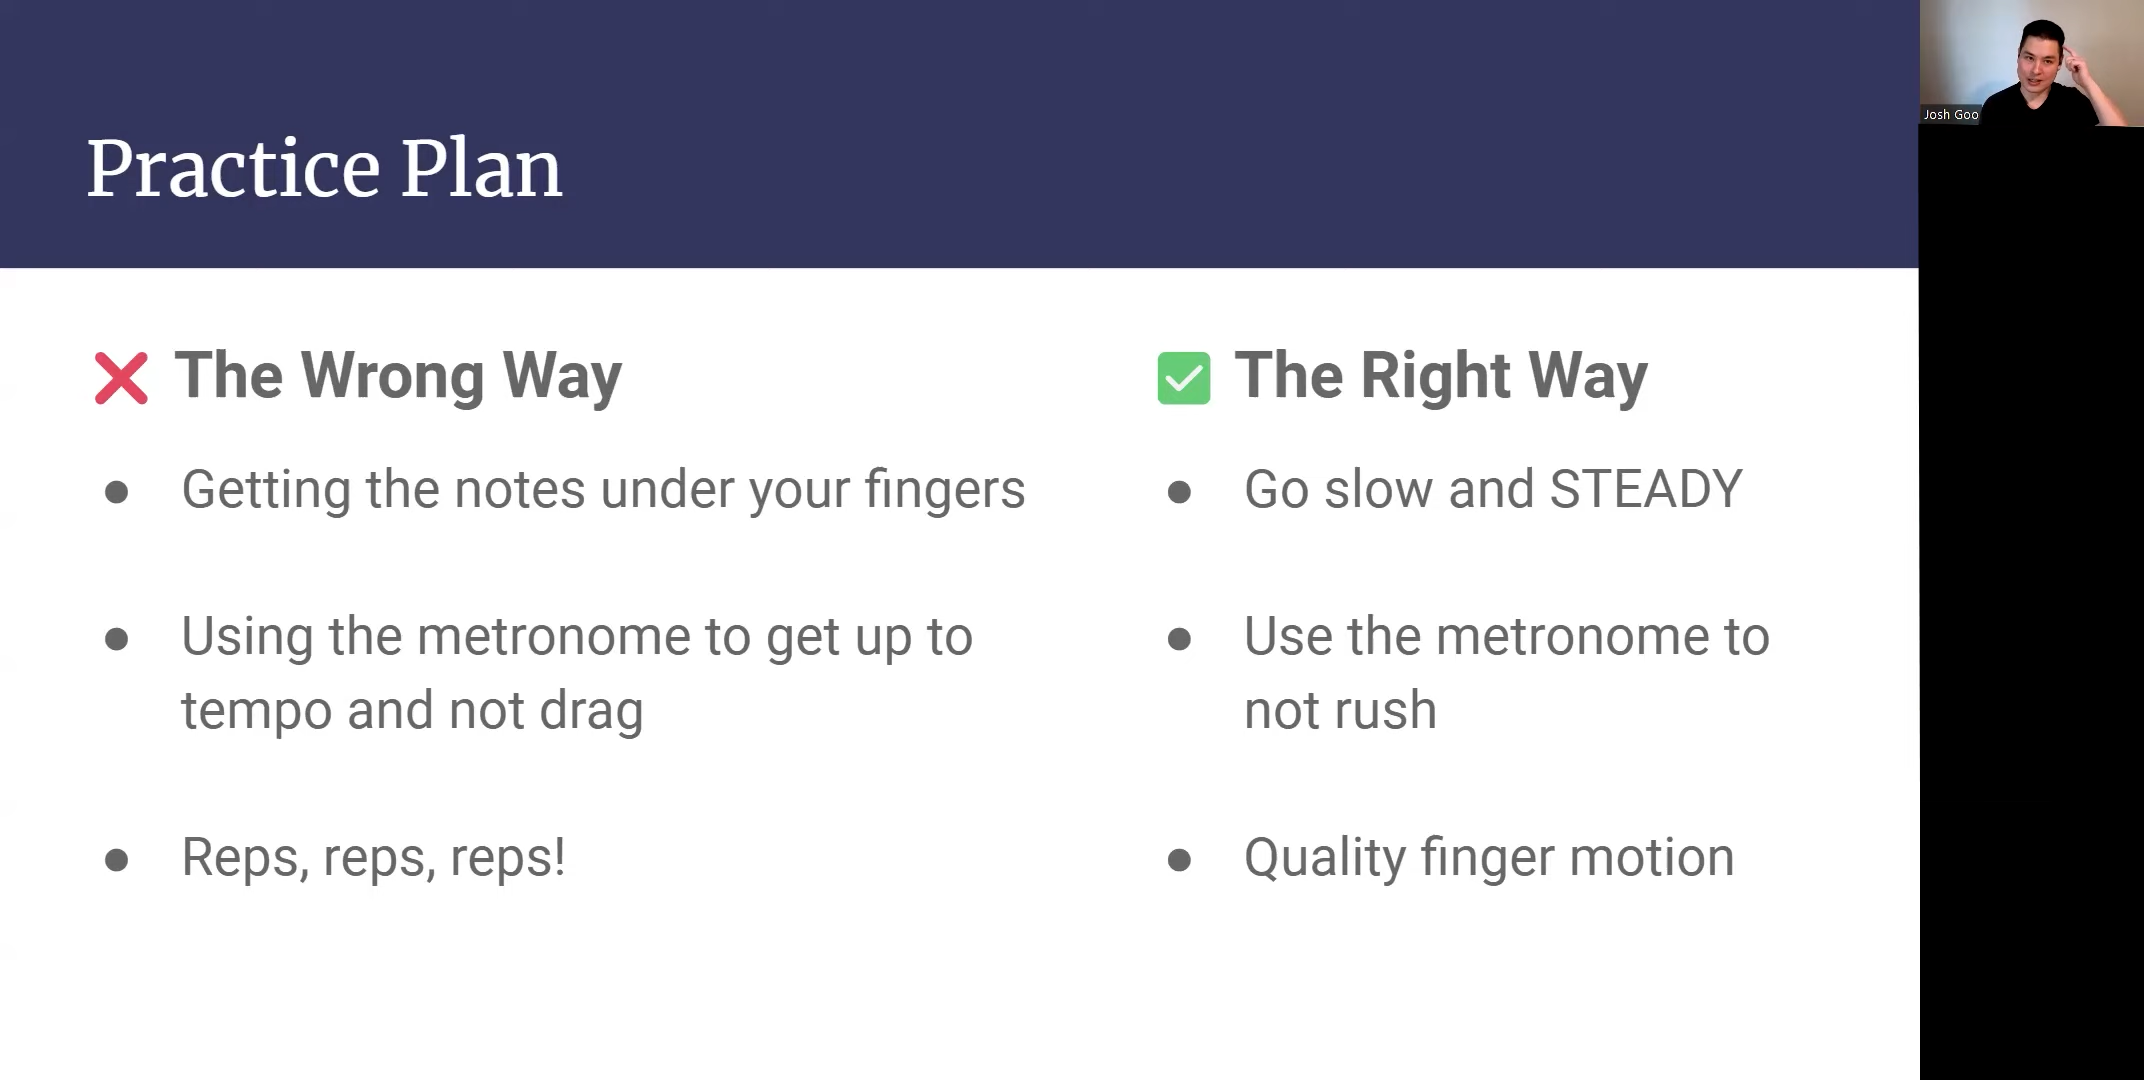 Practice Plan
The Wrong Way
Getting the notes under your fingers
Using the metronome to get up to
tempo and not drag
Reps, reps, reps!
The Right Way
Go slow and STEADY
Use the metronome to
not rush
Quality finger motion
Josh Goo